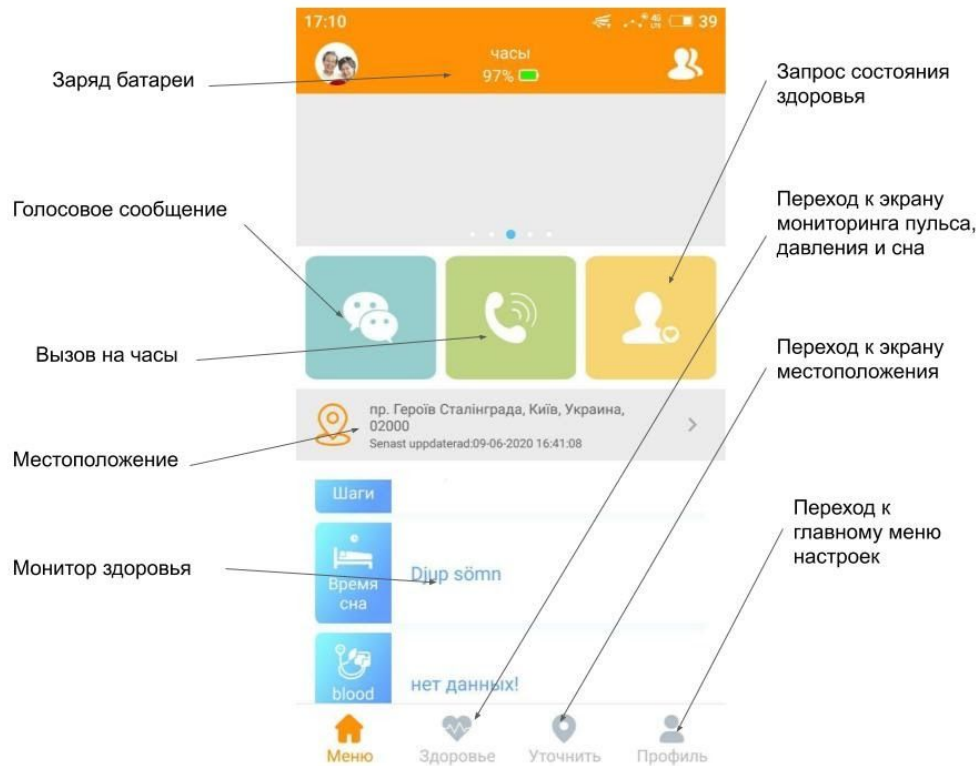 17:10
4G
LTE
39
часы
97%
Заряд батареи
Запрос состояния
здоровья
Голосовое сообщение
Переход к экрану
мониторинга пульса,
давления и сна
Вызов на часы
Переход к экрану
местоположения
пр. Героїв Сталінграда, Київ, Украина,
02000
Senast uppdaterad:09-06-2020 16:41:08
Местоположение
Шаги
Переход к
главному меню
настроек
Монитор здоровья
Время
сна
Djup sömn
blood
нет данных!
Меню
Здоровье
Уточнить
Профиль